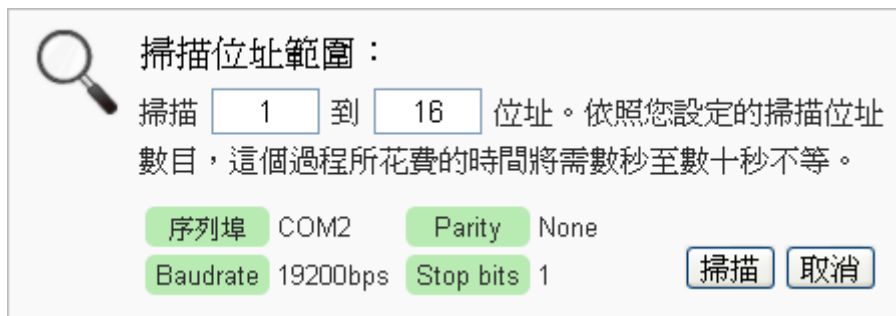 掃描位址範圍：
掃描 1 到 16 位址。依照您設定的掃描位址
數目，這個過程所花費的時間將需數秒至數十秒不等。
序列埠 COM2 Parity None
Baudrate 19200bps Stop bits 1 掃描 取消